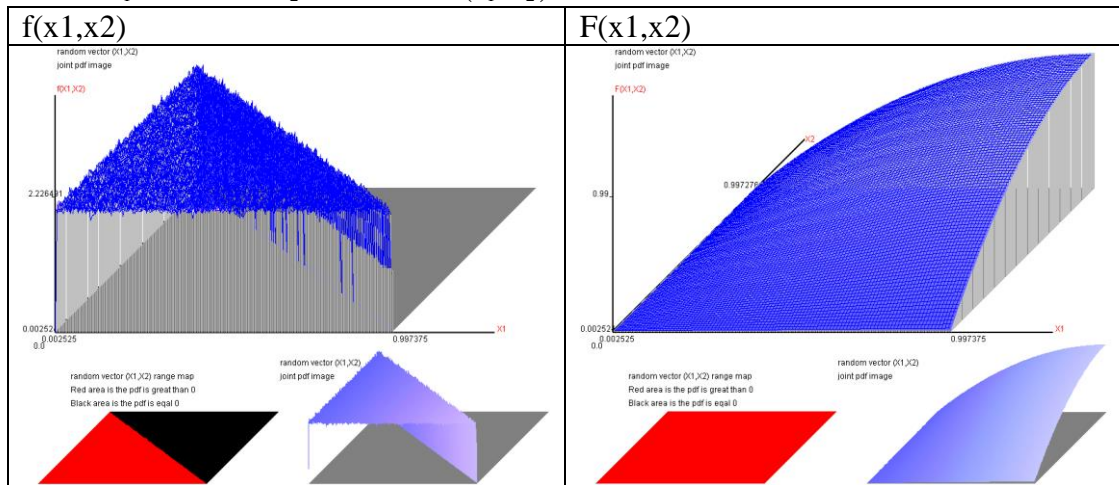 f(x1,x2)
random vector (X1,X2)
joint pdf image
f(X1,X2)
2.226491
0.00252
0.0
0.002525
0.997375
X1
random vector (X1,X2) range map
Red area is the pdf is great than 0
Black area is the pdf is eqal 0
random vector (X1,X2)
joint pdf image
F(x1,x2)
random vector (X1,X2)
joint pdf image
F(X1,X2)
X2
0.997276
0.99
0.00252
0.0
0.002525
0.997375
X1
random vector (X1,X2) range map
Red area is the pdf is great than 0
Black area is the pdf is eqal 0
random vector (X1,X2)
joint pdf image